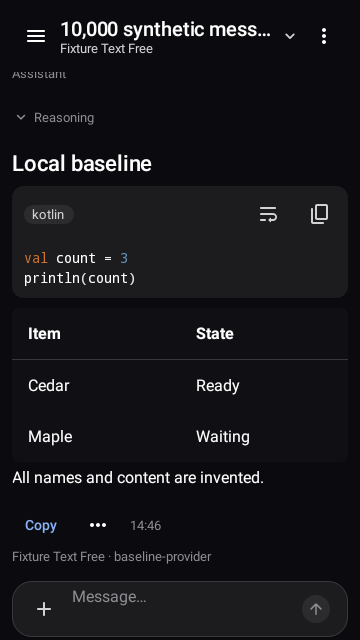 10,000 synthetic mess…
Fixture Text Free
Assistant
Reasoning
Local baseline
kotlin
val count = 3
println(count)
Item State
Cedar Ready
Maple Waiting
All names and content are invented.
Copy ••• 14:46
Fixture Text Free · baseline-provider
Message…